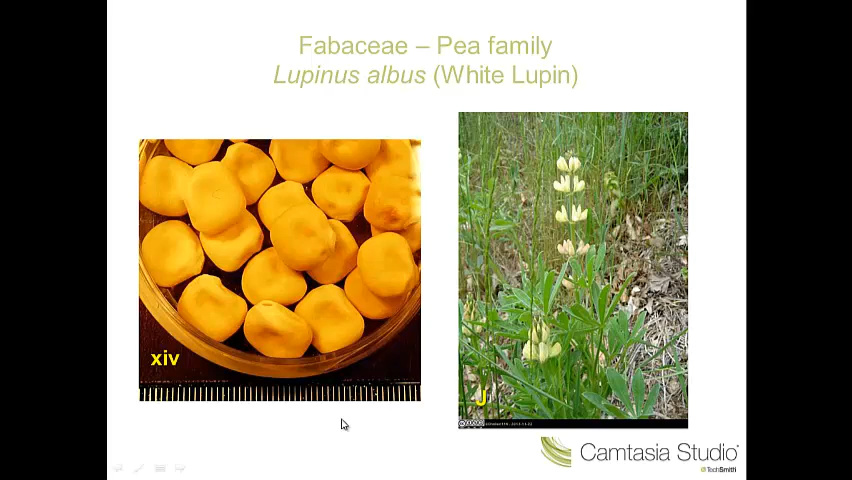 Fabaceae – Pea family
Lupinus albus (White Lupin)
xiv
J
Camtasia Studio
TechSmith